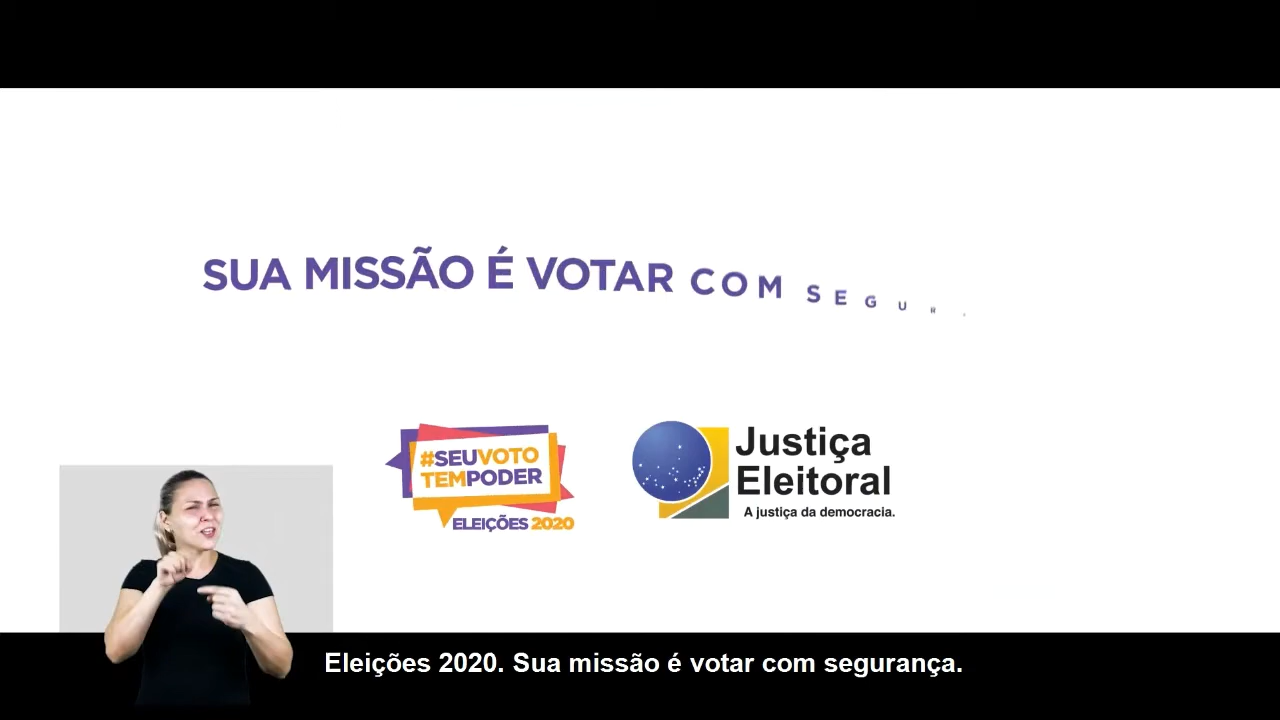 SUA MISSÃO É VOTAR COM SEGUR
#SEUVOTO
TEMPODER
ELEIÇÕES 2020
Justiça
Eleitoral
A justiça da democracia.
Eleições 2020. Sua missão é votar com segurança.